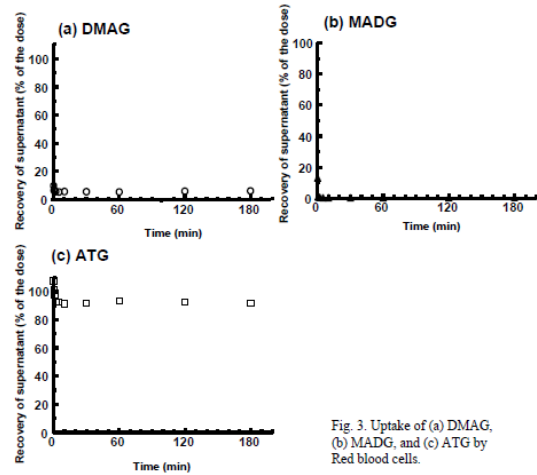 (a) DMAG
Recovery of supernatant (% of the dose)
100
80
60
40
20
0
0
60
120
180
Time (min)
(b) MADG
Recovery of supernatant (% of the dose)
100
80
60
40
20
0
0
60
120
180
Time (min)
(c) ATG
Recovery of supernatant (% of the dose)
100
80
60
40
20
0
0
60
120
180
Time (min)
Fig. 3. Uptake of (a) DMAG,
(b) MADG, and (c) ATG by
Red blood cells.